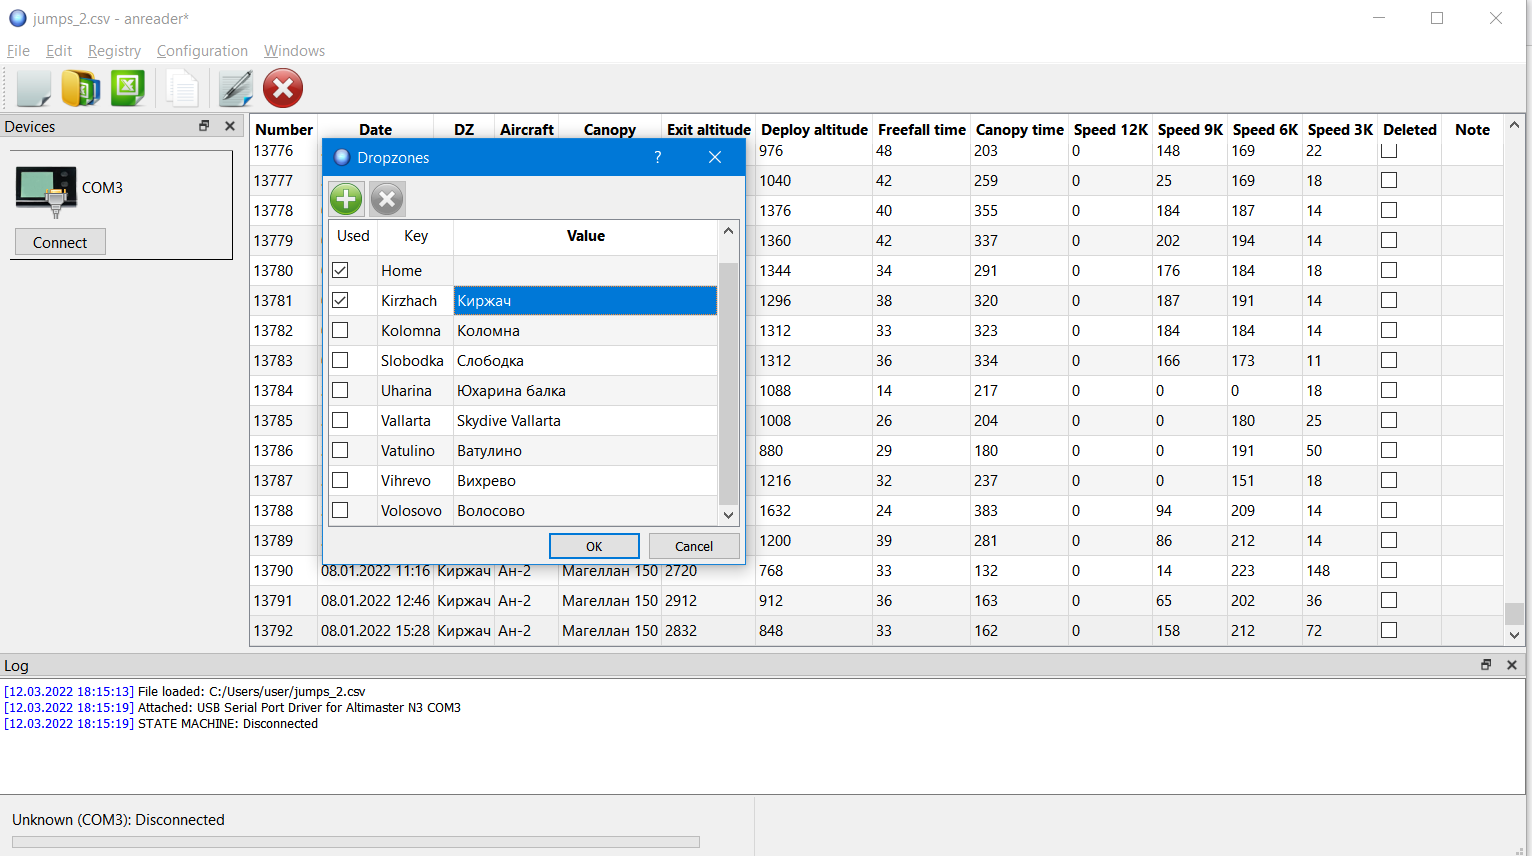 jumps_2.csv - anreader*
File Edit Registry Configuration Windows
Devices
COM3
Connect
Number Date DZ Aircraft Canopy Exit altitude Deploy altitude Freefall time Canopy time Speed 12K Speed 9K Speed 6K Speed 3K Deleted Note
13776 976 48 203 0 148 169 22
13777 1040 42 259 0 25 169 18
13778 1376 40 355 0 184 187 14
13779 1360 42 337 0 202 194 14
13780 1344 34 291 0 176 184 18
13781 1296 38 320 0 187 191 14
13782 1312 33 323 0 184 184 14
13783 1312 36 334 0 166 173 11
13784 1088 14 217 0 0 0 18
13785 1008 26 204 0 0 180 25
13786 880 29 180 0 0 191 50
13787 1216 32 237 0 0 151 18
13788 1632 24 383 0 94 209 14
13789 1200 39 281 0 86 212 14
13790 08.01.2022 11:16 Киржач Ан-2 Магеллан 150 2720 768 33 132 0 14 223 148
13791 08.01.2022 12:46 Киржач Ан-2 Магеллан 150 2912 912 36 163 0 65 202 36
13792 08.01.2022 15:28 Киржач Ан-2 Магеллан 150 2832 848 33 162 0 158 212 72
Dropzones ?
Used Key Value
Home
Kirzhach Киржач
Kolomna Коломна
Slobodka Слободка
Uharina Юхарина балка
Vallarta Skydive Vallarta
Vatulino Ватулино
Vihrevo Вихрево
Volosovo Волосово
OK Cancel
Log
[12.03.2022 18:15:13] File loaded: C:/Users/user/jumps_2.csv
[12.03.2022 18:15:19] Attached: USB Serial Port Driver for Altimaster N3 COM3
[12.03.2022 18:15:19] STATE MACHINE: Disconnected
Unknown (COM3): Disconnected